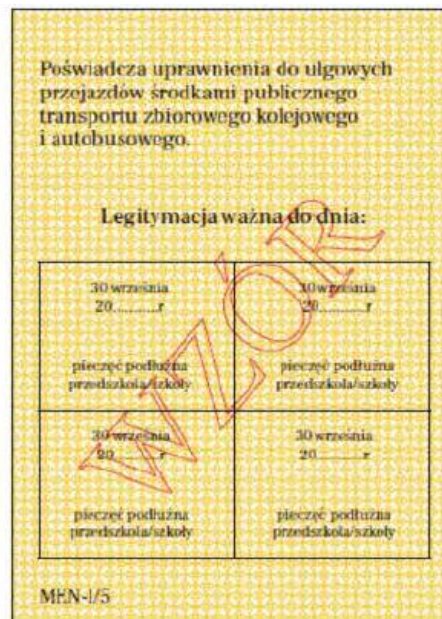 Poświadcza uprawnienia do ulgowych
przejazdów środkami publicznego
transportu zbiorowego kolejowego
i autobusowego.
Legitymacja ważna do dnia:
30 września
20..........r
pieczęć podłużna
przedszkola/szkoły
30 września
20..........r
pieczęć podłużna
przedszkola/szkoły
30 września
20..........r
pieczęć podłużna
przedszkola/szkoły
30 września
20..........r
pieczęć podłużna
przedszkola/szkoły
WZÓR
MEN-I/5